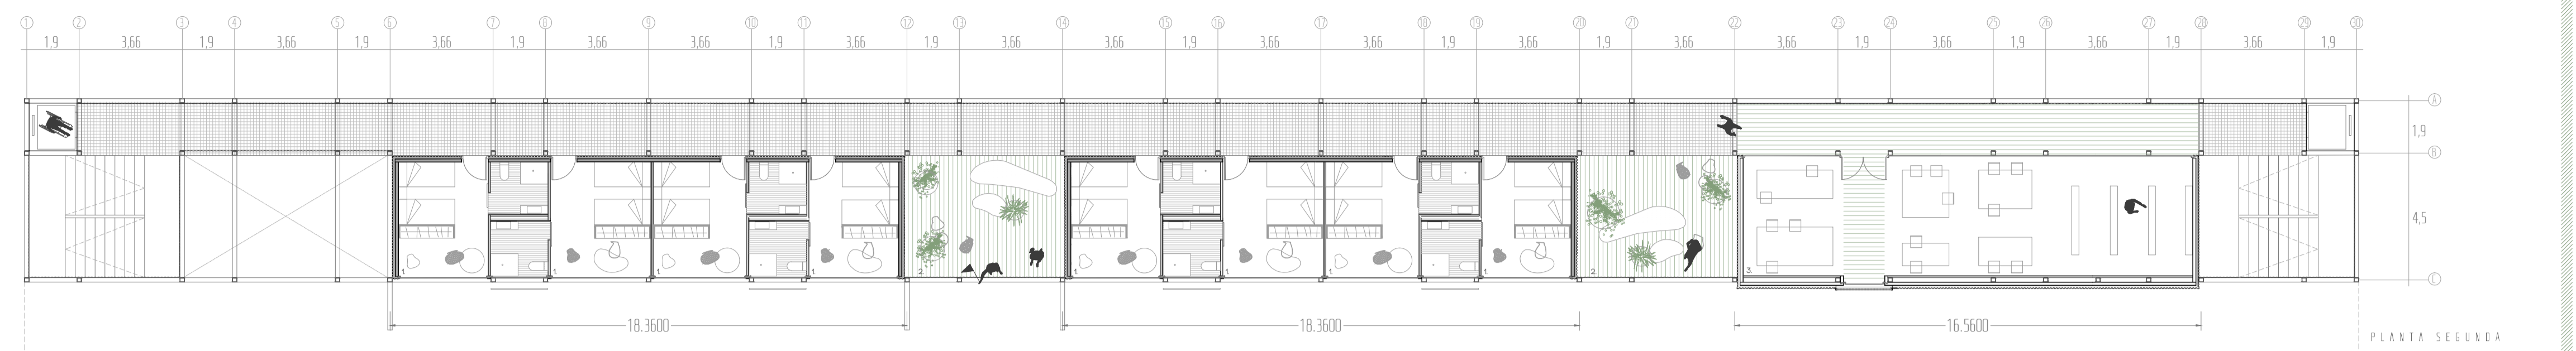 1 2 3 4 5 6 7 8 9 10 11 12 13 14 15 16 17 18 19 20 21 22 23 24 25 26 27 28 29 30
1,9 3,66 1,9 3,66 1,9 3,66 1,9 3,66 3,66 1,9 3,66 1,9 3,66 3,66 1,9 3,66 3,66 1,9 3,66 1,9 3,66 3,66 1,9 3,66 1,9 3,66 1,9 3,66 1,9
A
1,9
B
4,5
1. 1. 1. 1. 2. 1. 1. 1. 1. 2. 3.
C
18.3600 18.3600 16.5600
PLANTA SEGUNDA